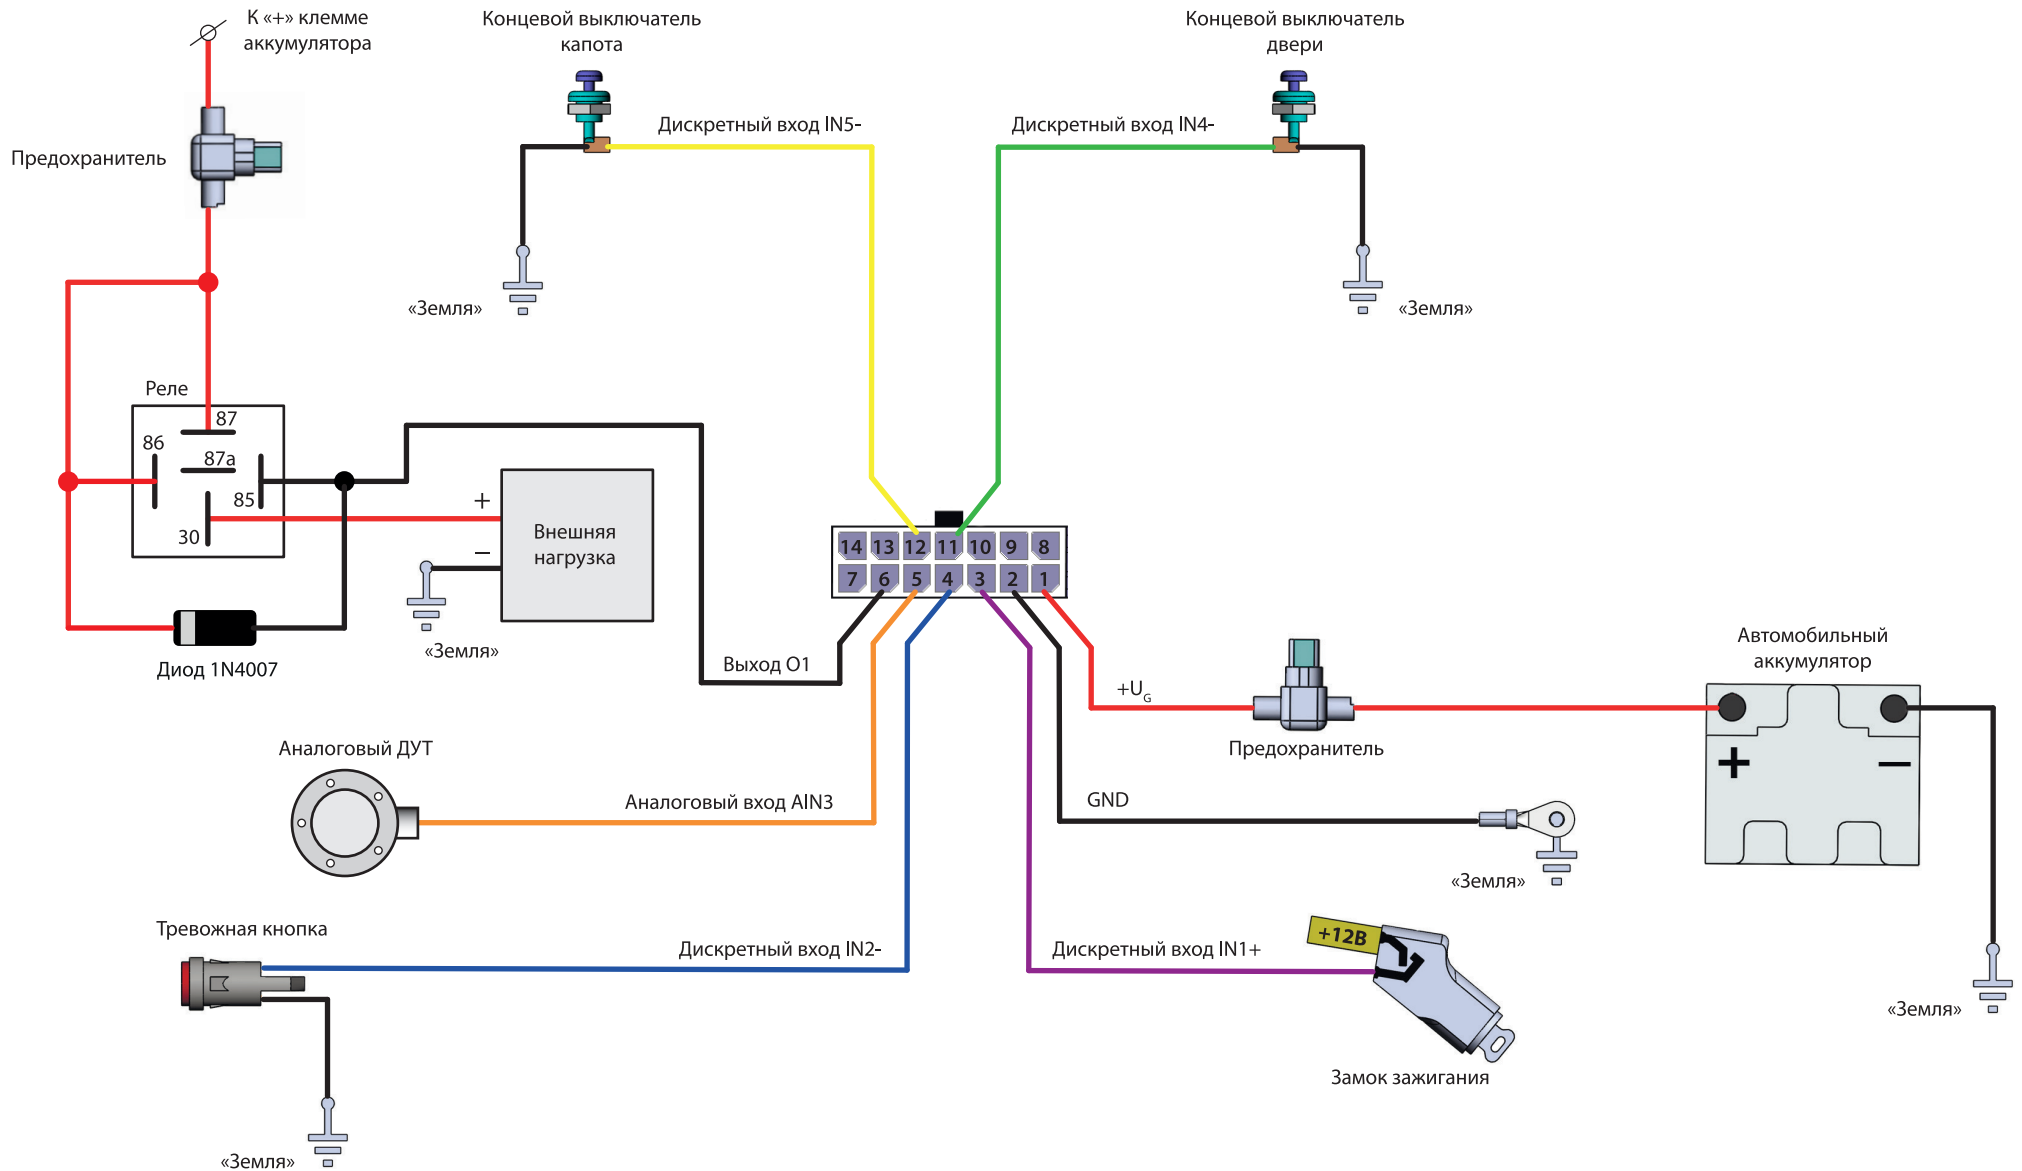 К «+» клемме
аккумулятора
Концевой выключатель
капота
Концевой выключатель
двери
Предохранитель
Дискретный вход IN5-
Дискретный вход IN4-
«Земля»
«Земля»
Реле
87
86
87a
85
30
+
–
Внешняя
нагрузка
«Земля»
Диод 1N4007
14 13 12 11 10 9 8
7 6 5 4 3 2 1
Выход O1
+U_G
Предохранитель
Автомобильный
аккумулятор
+ –
Аналоговый ДУТ
Аналоговый вход AIN3
GND
«Земля»
Тревожная кнопка
Дискретный вход IN2-
Дискретный вход IN1+
+12В
Замок зажигания
«Земля»
«Земля»